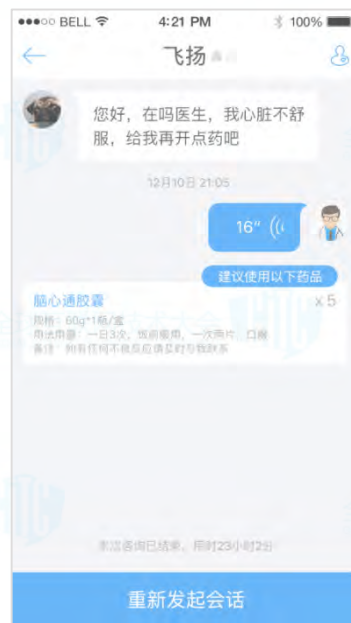 BELL 4:21 PM 100%
飞扬
您好，在吗医生，我心脏不舒
服，给我再开点药吧
12月10日 21:05
16"
建议使用以下药品
脑心通胶囊 x5
规格：60g*1瓶/盒
用法用量：一日3次，饭前服用，一次两片，口服
备注：如有任何不良反应请及时与我联系
本次咨询已结束，用时23小时2分
重新发起会话